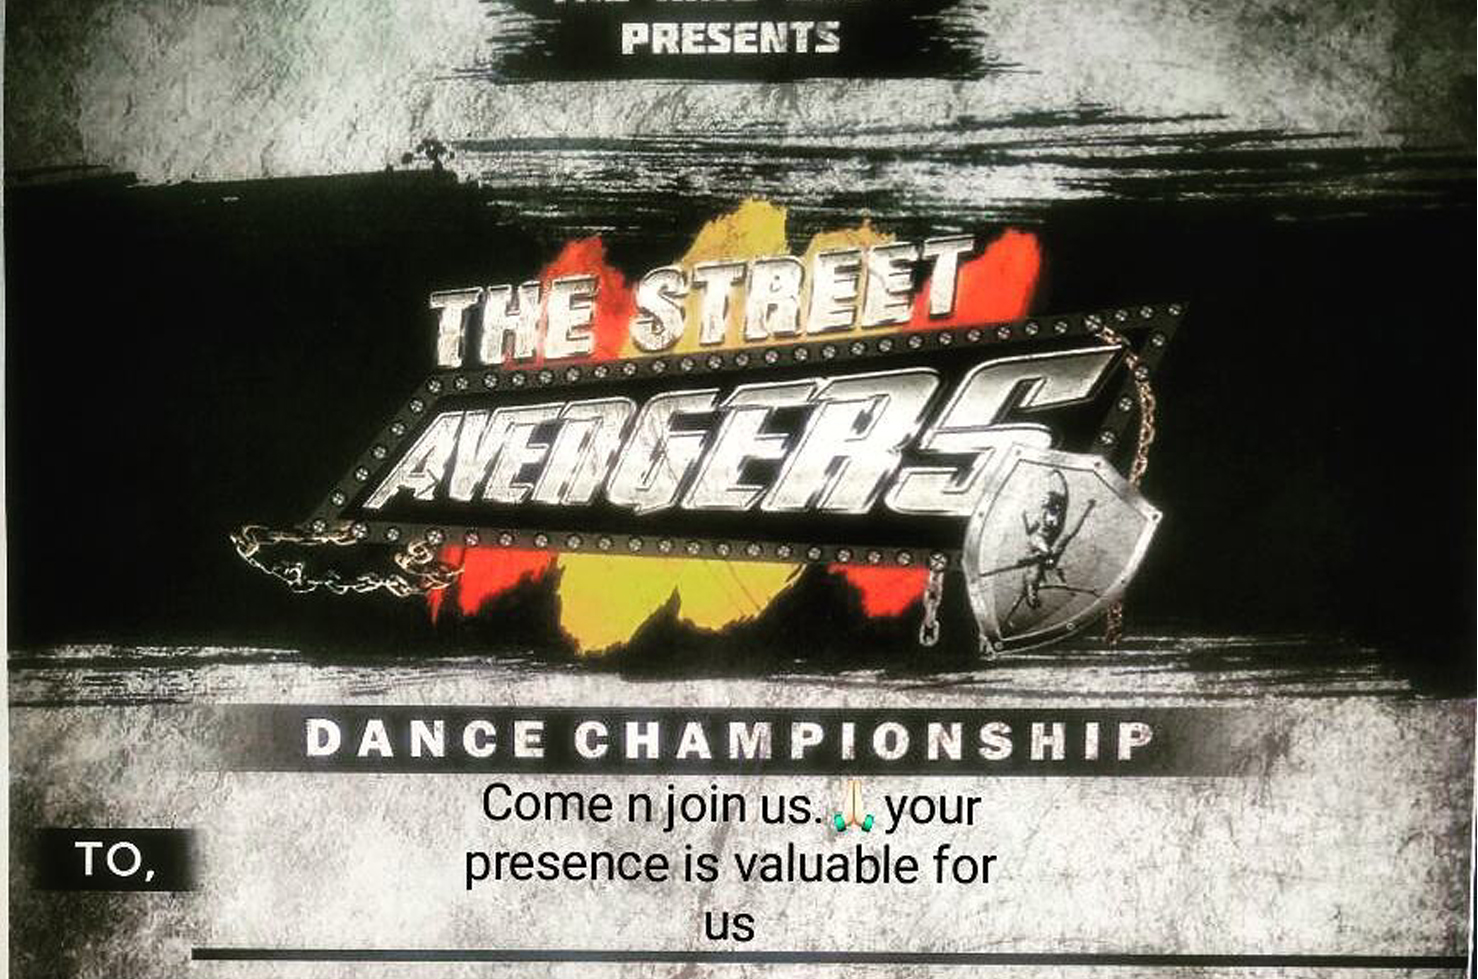 PRESENTS
THE STREET
AVENGERS
DANCE CHAMPIONSHIP
Come n join us.🙏🏻 your
presence is valuable for
us
TO,